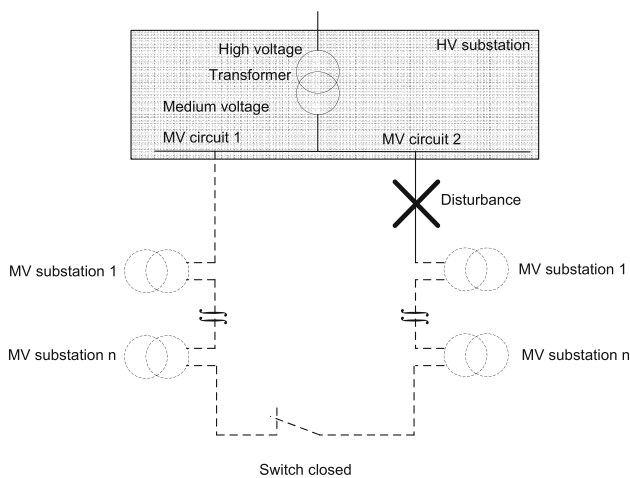 High voltage
HV substation
Transformer
Medium voltage
MV circuit 1
MV circuit 2
Disturbance
MV substation 1
MV substation 1
MV substation n
MV substation n
Switch closed